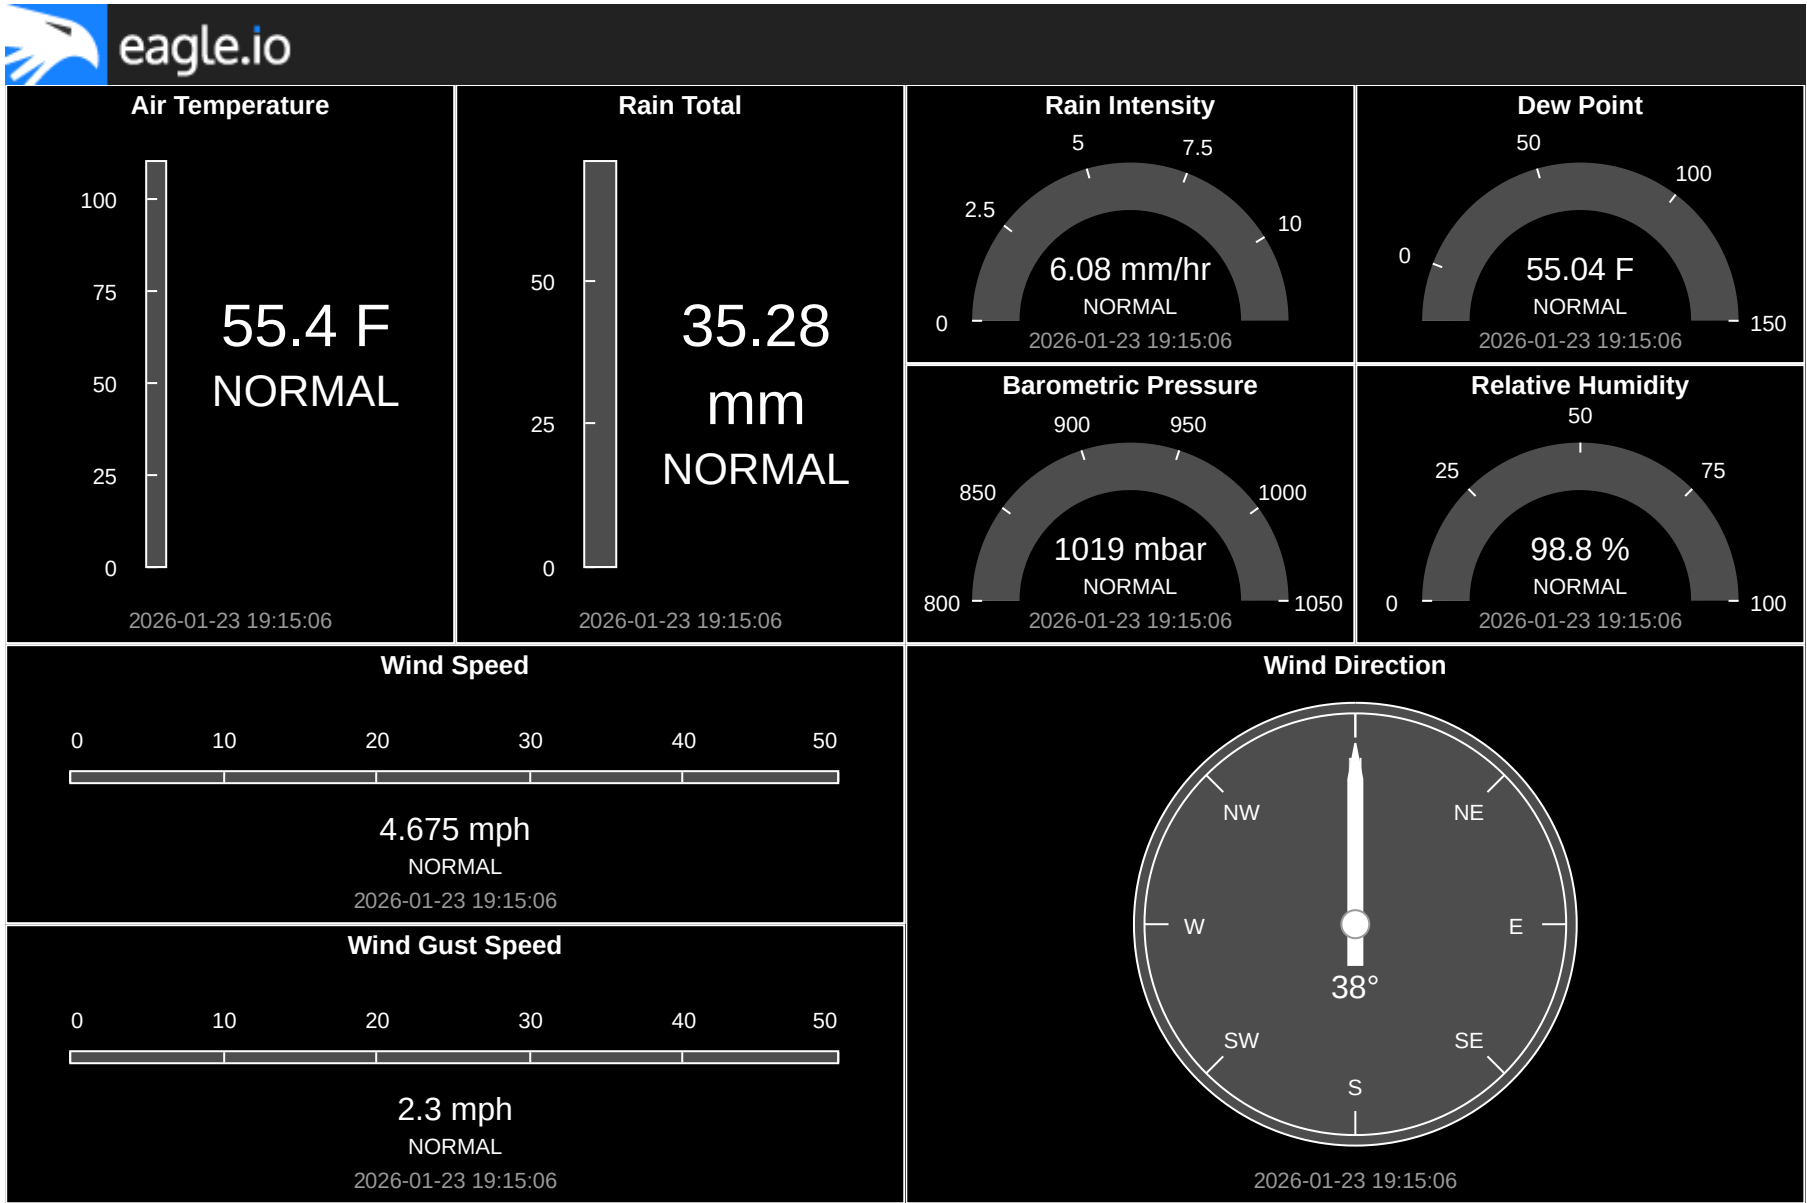 eagle.io
Air Temperature
100
75
50
25
0
55.4 F
NORMAL
2026-01-23 19:15:06
Rain Total
50
25
0
35.28
mm
NORMAL
2026-01-23 19:15:06
Rain Intensity
0
2.5
5
7.5
10
6.08 mm/hr
NORMAL
2026-01-23 19:15:06
Dew Point
0
50
100
150
55.04 F
NORMAL
2026-01-23 19:15:06
Barometric Pressure
800
850
900
950
1000
1050
1019 mbar
NORMAL
2026-01-23 19:15:06
Relative Humidity
0
25
50
75
100
98.8 %
NORMAL
2026-01-23 19:15:06
Wind Speed
0 10 20 30 40 50
4.675 mph
NORMAL
2026-01-23 19:15:06
Wind Gust Speed
0 10 20 30 40 50
2.3 mph
NORMAL
2026-01-23 19:15:06
Wind Direction
NW NE
W E
38°
SW SE
S
2026-01-23 19:15:06